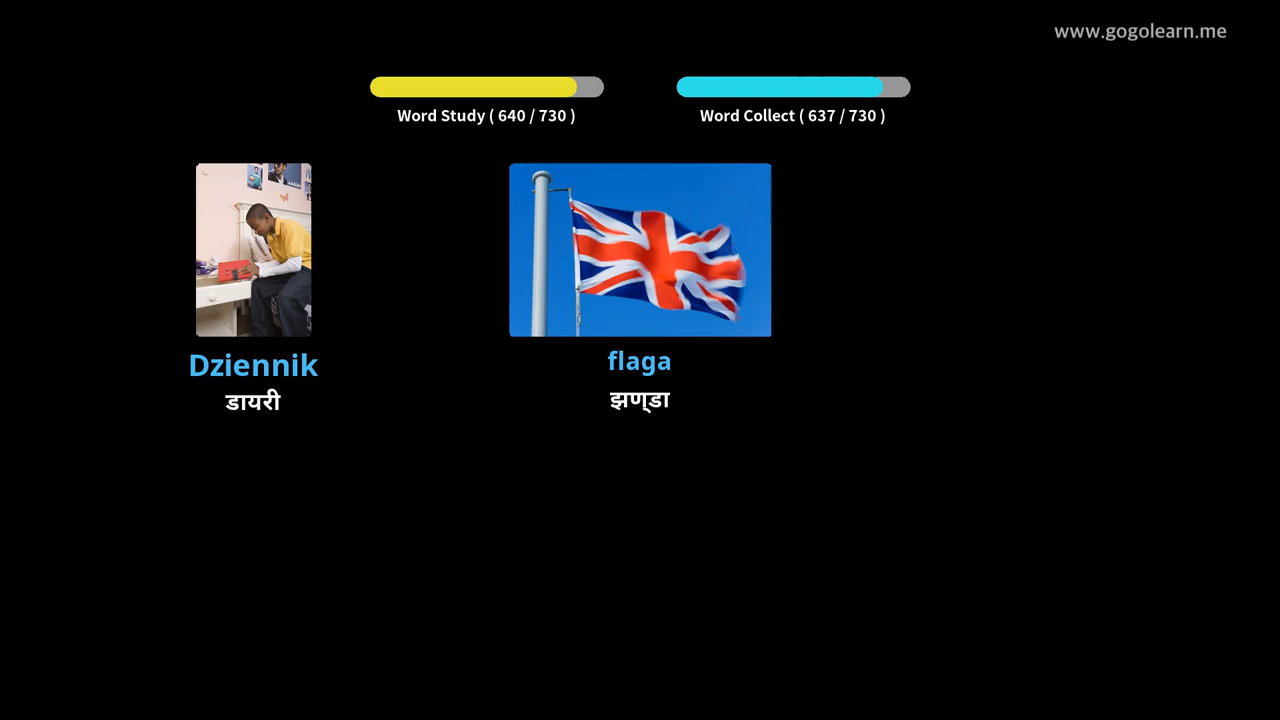 www.gogolearn.me
Word Study ( 640 / 730 )
Word Collect ( 637 / 730 )
Dziennik
डायरी
flaga
झण्डा